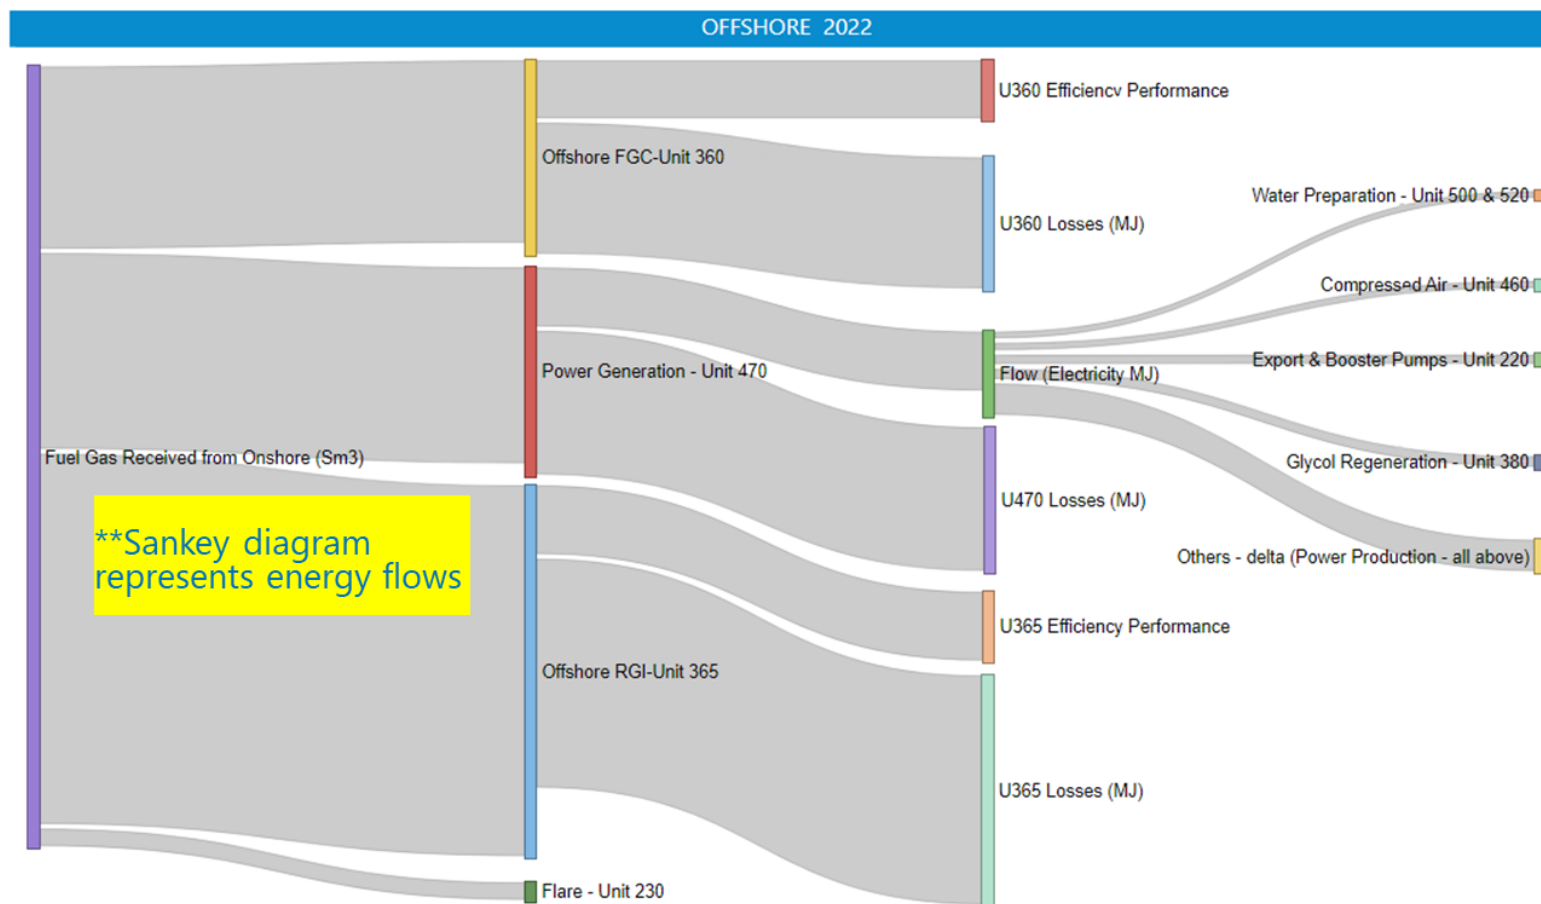 OFFSHORE 2022
U360 Efficiency Performance
Offshore FGC-Unit 360
Water Preparation - Unit 500 & 520
U360 Losses (MJ)
Compressed Air - Unit 460
Export & Booster Pumps - Unit 220
Power Generation - Unit 470
Flow (Electricity MJ)
Fuel Gas Received from Onshore (Sm3)
Glycol Regeneration - Unit 380
U470 Losses (MJ)
**Sankey diagram
represents energy flows
Others - delta (Power Production - all above)
U365 Efficiency Performance
Offshore RGI-Unit 365
U365 Losses (MJ)
Flare - Unit 230